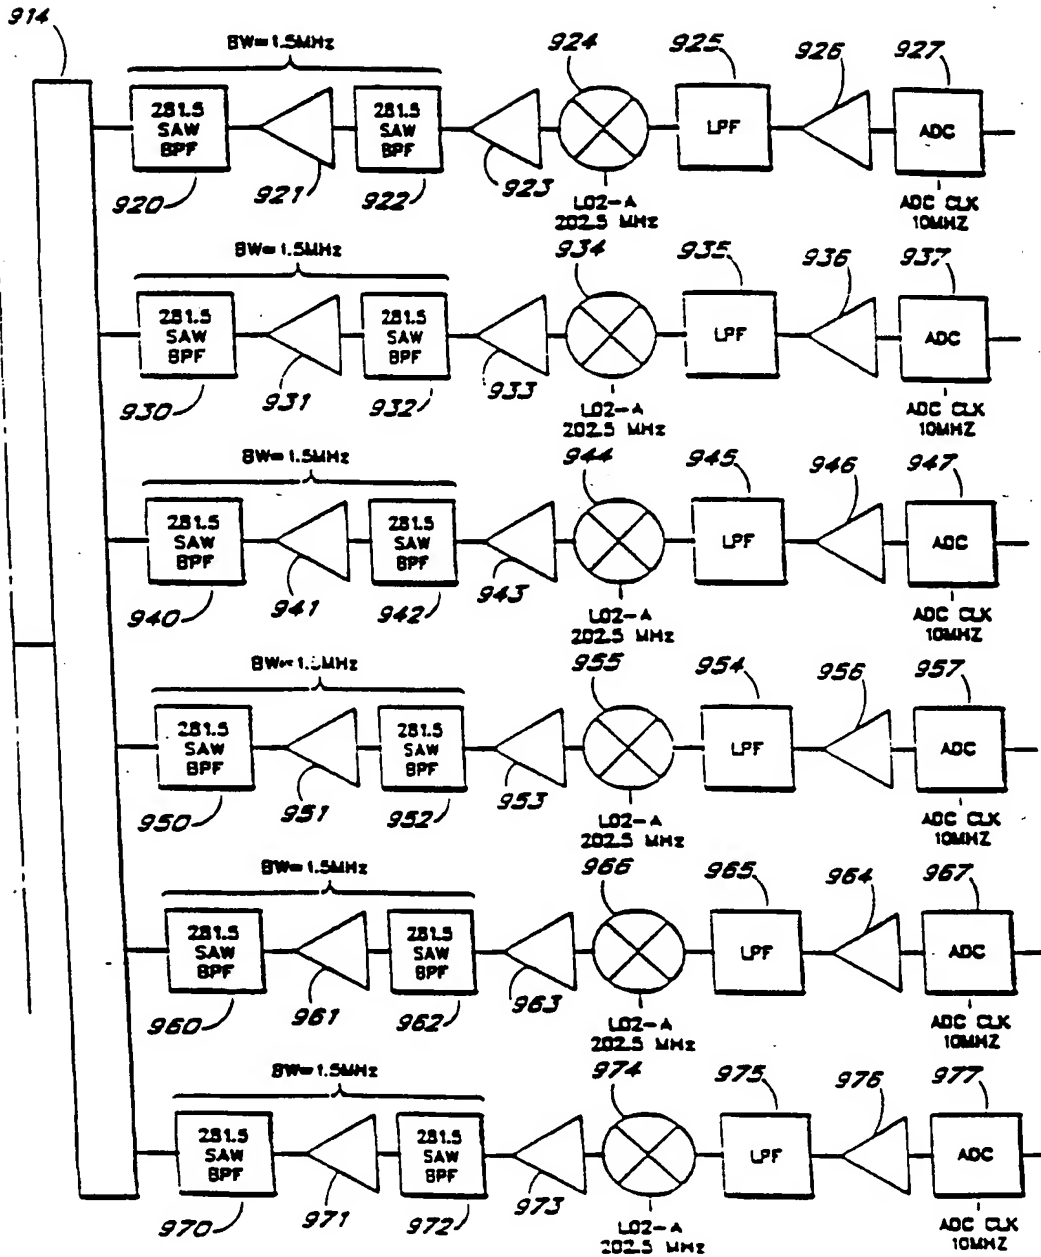 914
BW=1.5MHz
924
925
926
927
281.5
SAW
BPF
281.5
SAW
BPF
LPF
ADC
920
921
922
923
LO2-A
202.5 MHz
ADC CLK
10MHZ
BW=1.5MHz
934
935
936
937
281.5
SAW
BPF
281.5
SAW
BPF
LPF
ADC
930
931
932
933
LO2-A
202.5 MHz
ADC CLK
10MHZ
BW=1.5MHz
944
945
946
947
281.5
SAW
BPF
281.5
SAW
BPF
LPF
ADC
940
941
942
943
LO2-A
202.5 MHz
ADC CLK
10MHZ
BW=1.5MHz
955
954
956
957
281.5
SAW
BPF
281.5
SAW
BPF
LPF
ADC
950
951
952
953
LO2-A
202.5 MHz
ADC CLK
10MHZ
BW=1.5MHz
966
965
964
967
281.5
SAW
BPF
281.5
SAW
BPF
LPF
ADC
960
961
962
963
LO2-A
202.5 MHz
ADC CLK
10MHZ
BW=1.5MHz
974
975
976
977
281.5
SAW
BPF
281.5
SAW
BPF
LPF
ADC
970
971
972
973
LO2-A
202.5 MHz
ADC CLK
10MHZ